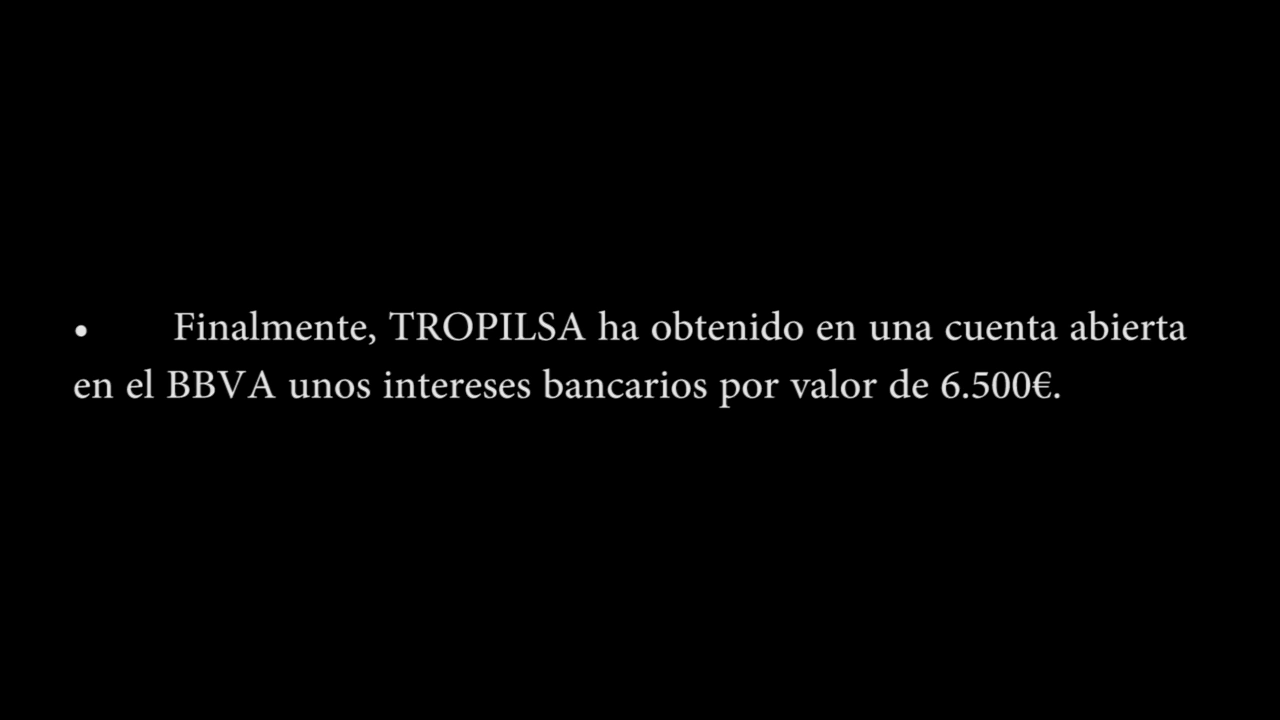 • Finalmente, TROPILSA ha obtenido en una cuenta abierta
en el BBVA unos intereses bancarios por valor de 6.500€.